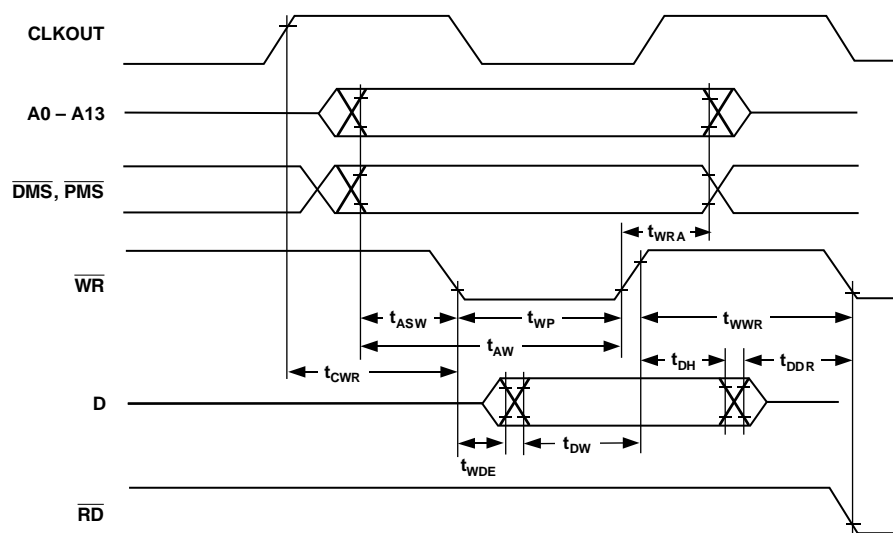 CLKOUT
A0 – A13
DMS, PMS
tWRA
WR
tASW
tWP
tWWR
tAW
tDH
tDDR
tCWR
D
tDW
tWDE
RD